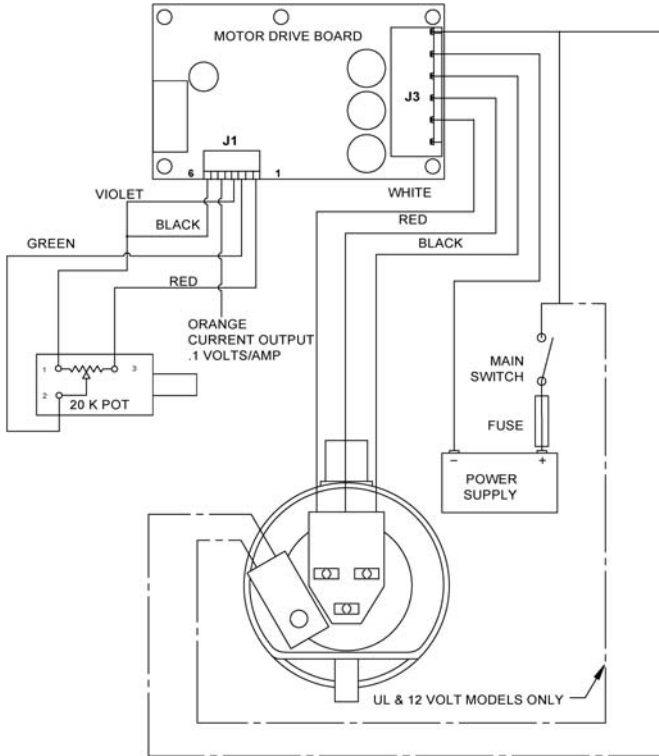 MOTOR DRIVE BOARD
J3
J1
6 1
VIOLET
WHITE
BLACK
RED
GREEN
BLACK
RED
ORANGE
CURRENT OUTPUT
.1 VOLTS/AMP
MAIN
SWITCH
1 3
2
20 K POT
FUSE
– +
POWER
SUPPLY
UL & 12 VOLT MODELS ONLY